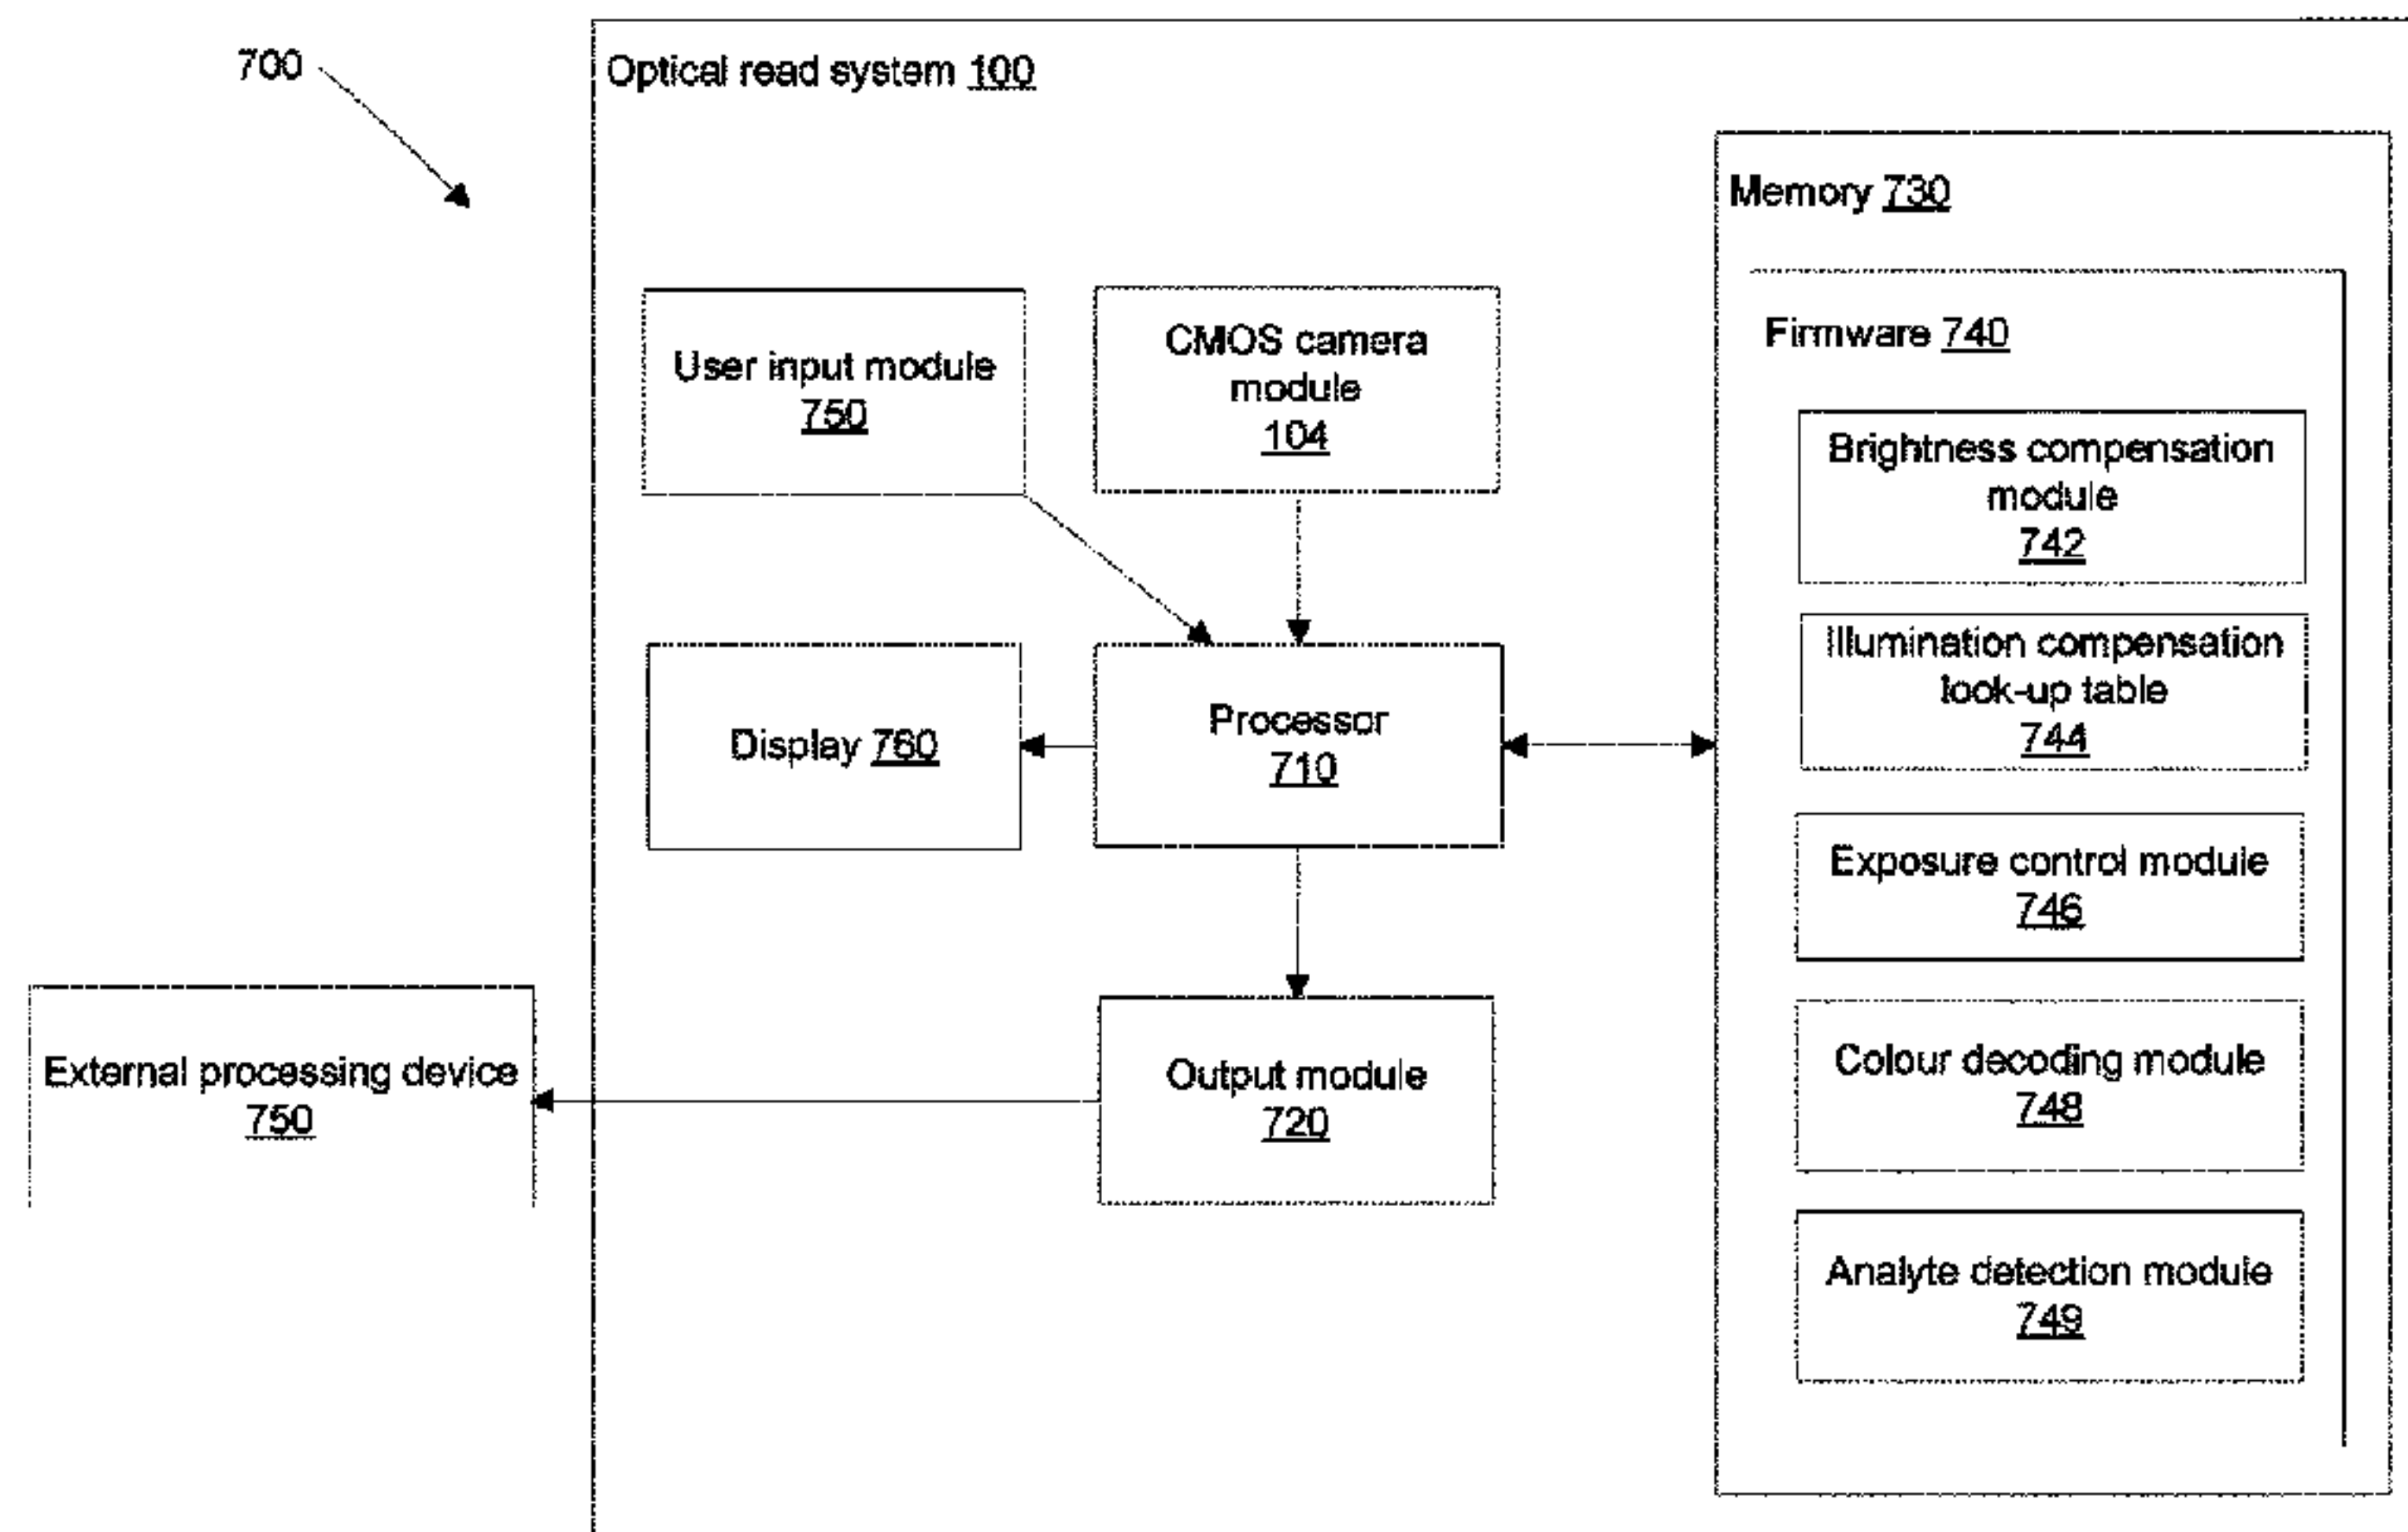 700
Optical read system 100
Memory 730
Firmware 740
User input module
750
CMOS camera
module
104
Brightness compensation
module
742
Illumination compensation
look-up table
744
Display 760
Processor
710
Exposure control module
746
External processing device
750
Output module
720
Colour decoding module
748
Analyte detection module
749